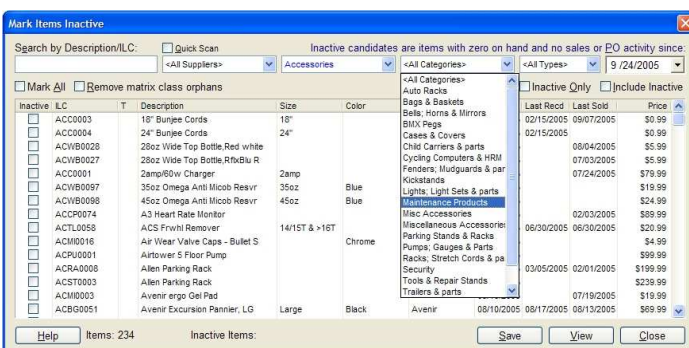 Mark Items Inactive
Search by Description/ILC: Quick Scan Inactive candidates are items with zero on hand and no sales or PO activity since:
<All Suppliers> Accessories <All Categories> <All Types> 9 /24/2005
Mark All Remove matrix class orphans Inactive Only Include Inactive
<All Categories>
Auto Racks
Bags & Baskets
Bells; Horns & Mirrors
BMX Pegs
Cases & Covers
Child Carriers & parts
Cycling Computers & HRM
Fenders; Mudguards & par
Kickstands
Lights; Light Sets & parts
Maintenance Products
Misc Accessories
Miscellaneous Accessorie
Parking Stands & Racks
Pumps; Gauges & Parts
Racks; Stretch Cords & pa
Security
Tools & Repair Stands
Trailers & parts
Inactive ILC T Description Size Color Last Recd Last Sold Price
ACC0003 18" Bunjee Cords 18" 02/15/2005 09/07/2005 $0.99
ACC0004 24" Bunjee Cords 24" 02/15/2005 $0.99
ACWB0028 28oz Wide Top Bottle,Red white 08/04/2005 $5.99
ACWB0027 28oz Wide Top Bottle,RflxBlu R 07/03/2005 $5.99
ACC0001 2amp/60w Charger 2amp 07/24/2005 $79.99
ACWB0097 35oz Omega Anti Micob Resvr 35oz Blue $19.99
ACWB0098 45oz Omega Anti Micob Resvr 45oz Blue $24.99
ACCP0074 A3 Heart Rate Monitor 02/03/2005 $89.99
ACTL0058 ACS Frwhl Remover 14/15T & >16T 06/30/2005 06/30/2005 $20.99
ACMI0016 Air Wear Valve Caps - Bullet S Chrome $4.99
ACPU0001 Airtower 5 Floor Pump $99.99
ACRA0008 Allen Parking Rack 03/05/2005 02/01/2005 $199.99
ACST0003 Allen Parking Rack $239.99
ACMI0003 Avenir ergo Gel Pad 07/19/2005 $19.99
ACBG0051 Avenir Excursion Pannier, LG Large Black Avenir 08/10/2005 08/17/2005 08/13/2005 $69.99
Help Items: 234 Inactive Items: Save View Close